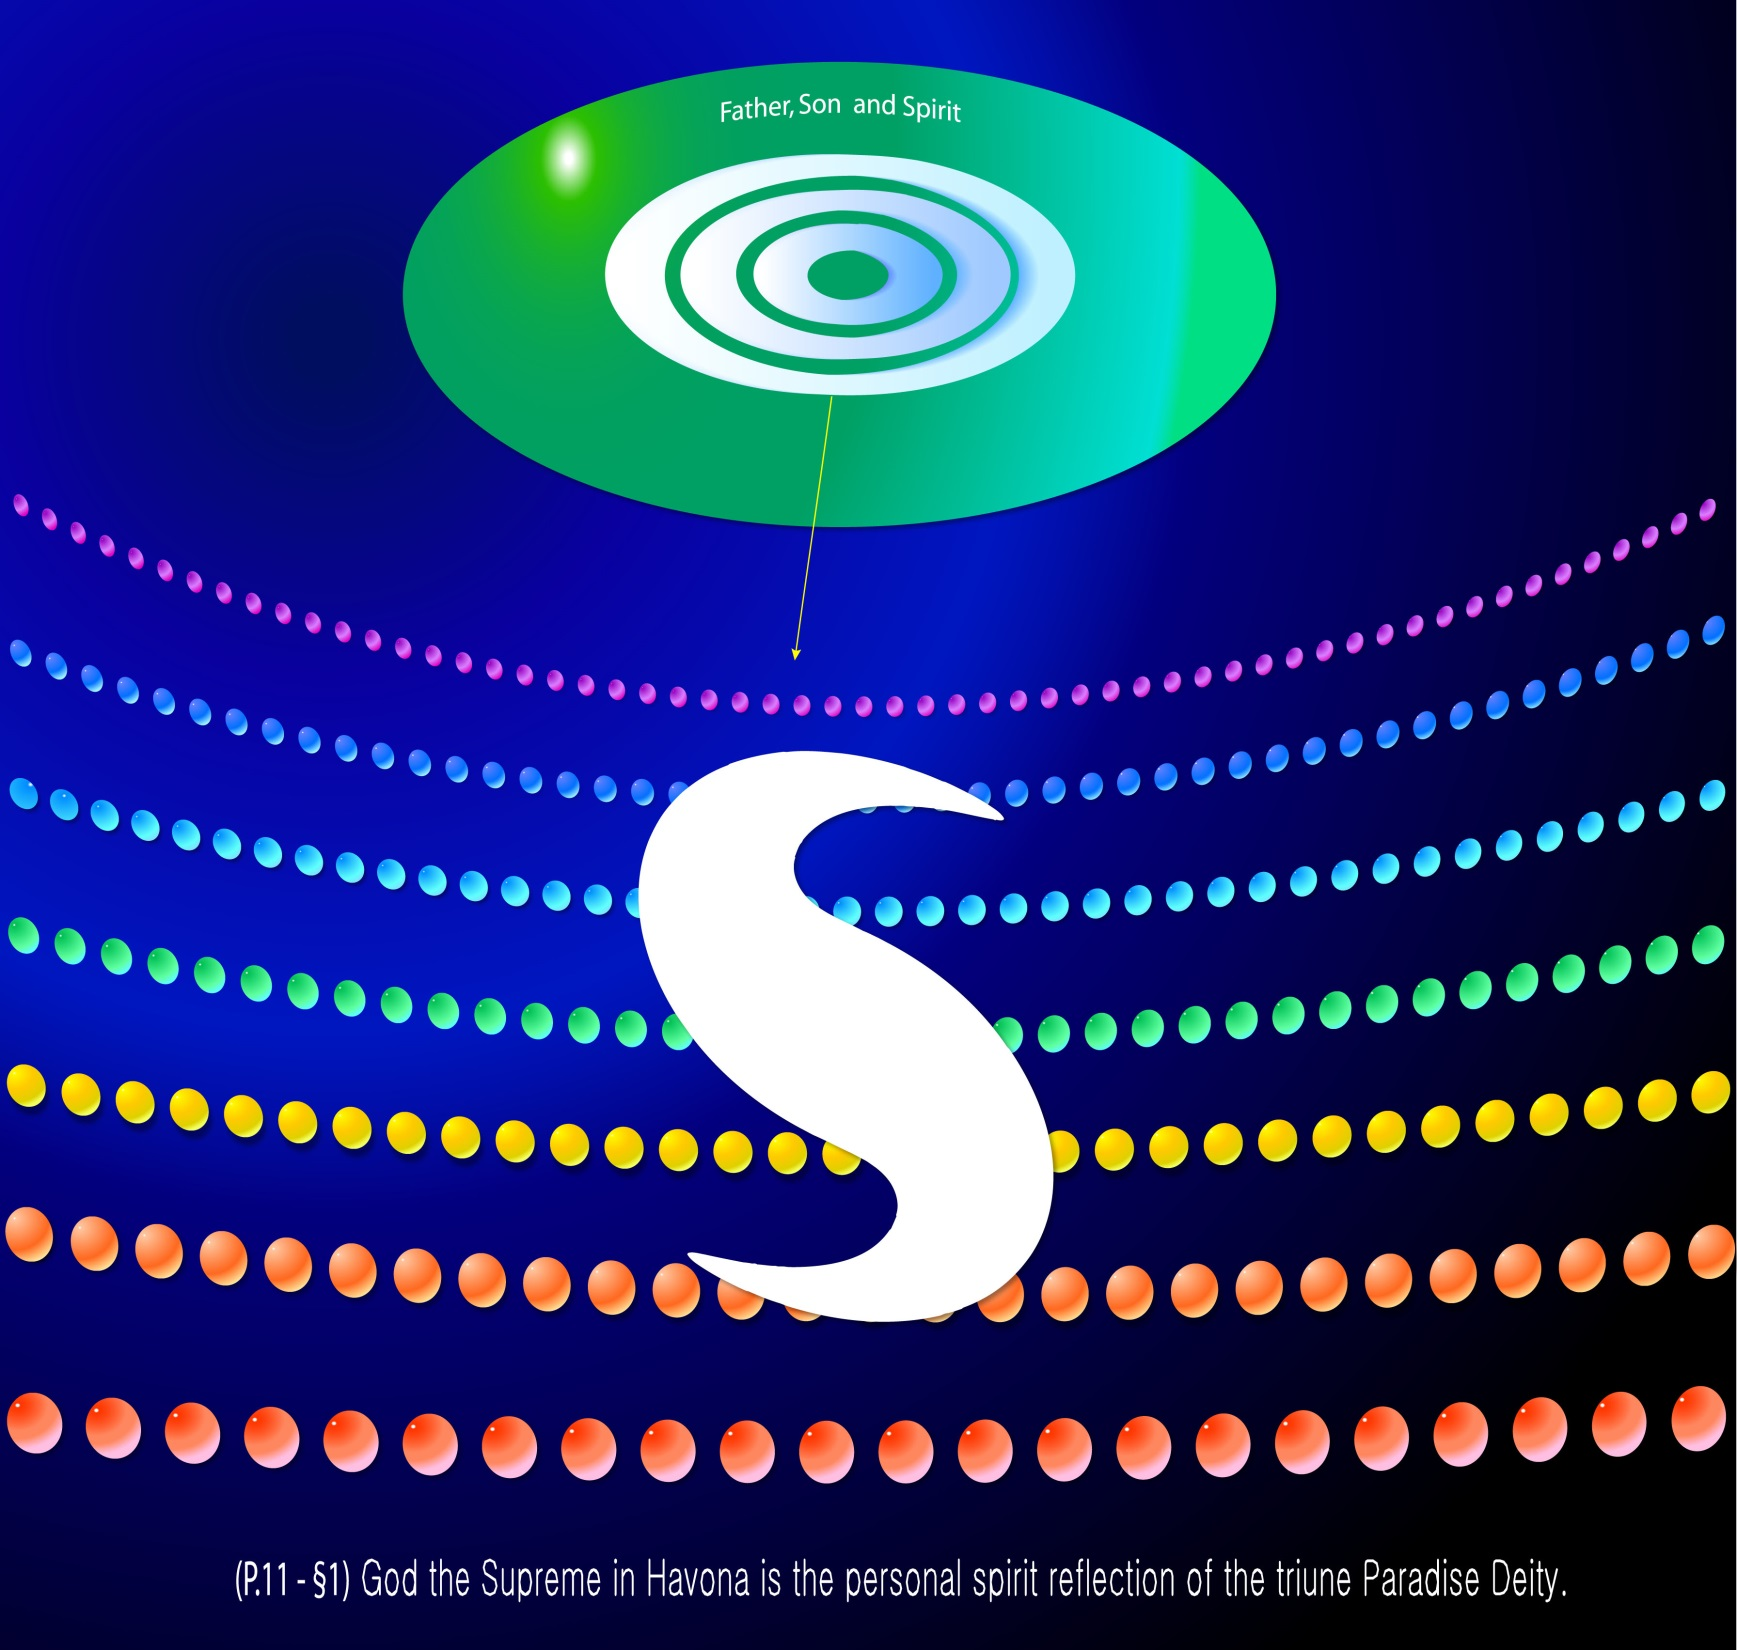 Father, Son and Spirit
S
(P.11 - §1) God the Supreme in Havona is the personal spirit reflection of the triune Paradise Deity.